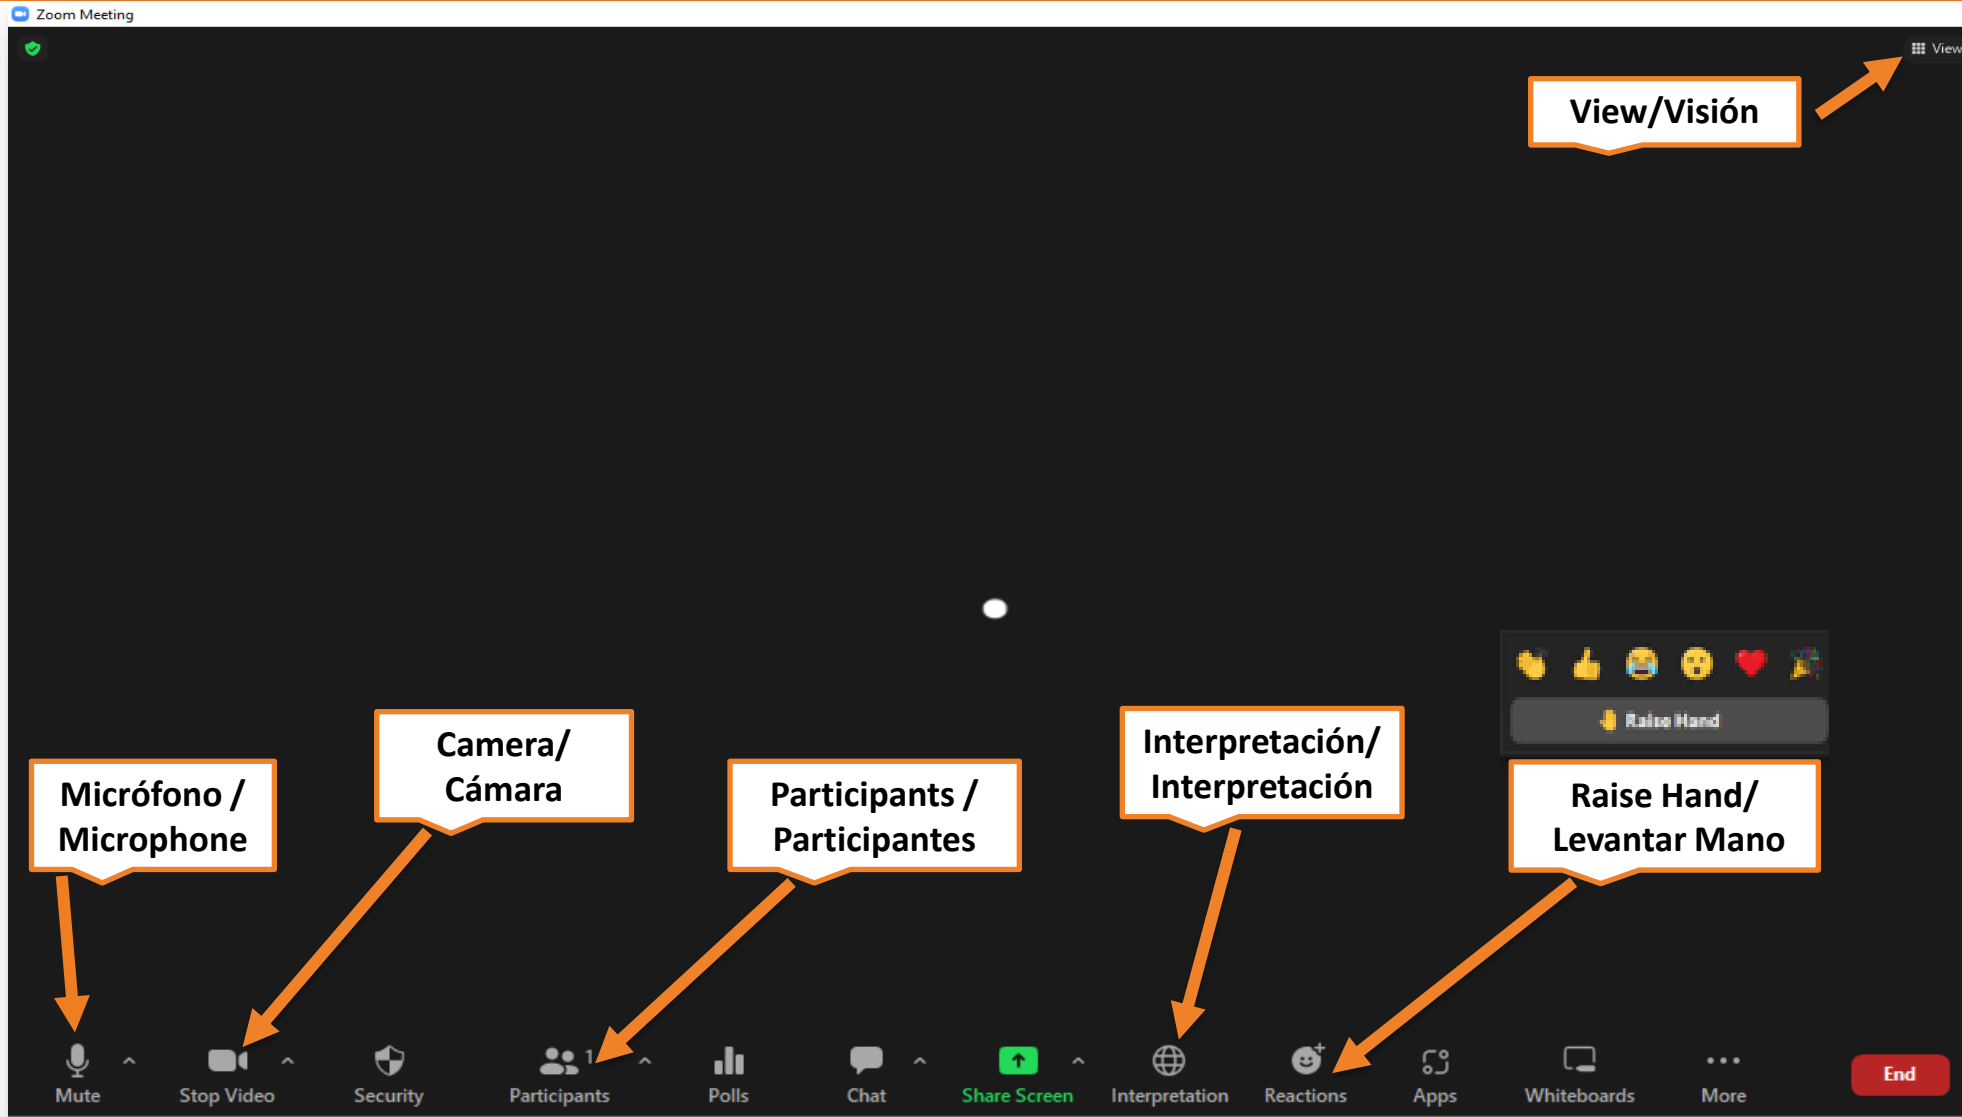 Zoom Meeting
View
View/Visión
Raise Hand
Camera/
Cámara
Interpretación/
Interpretación
Micrófono /
Microphone
Participants /
Participantes
Raise Hand/
Levantar Mano
1
Mute
Stop Video
Security
Participants
Polls
Chat
Share Screen
Interpretation
Reactions
Apps
Whiteboards
More
End